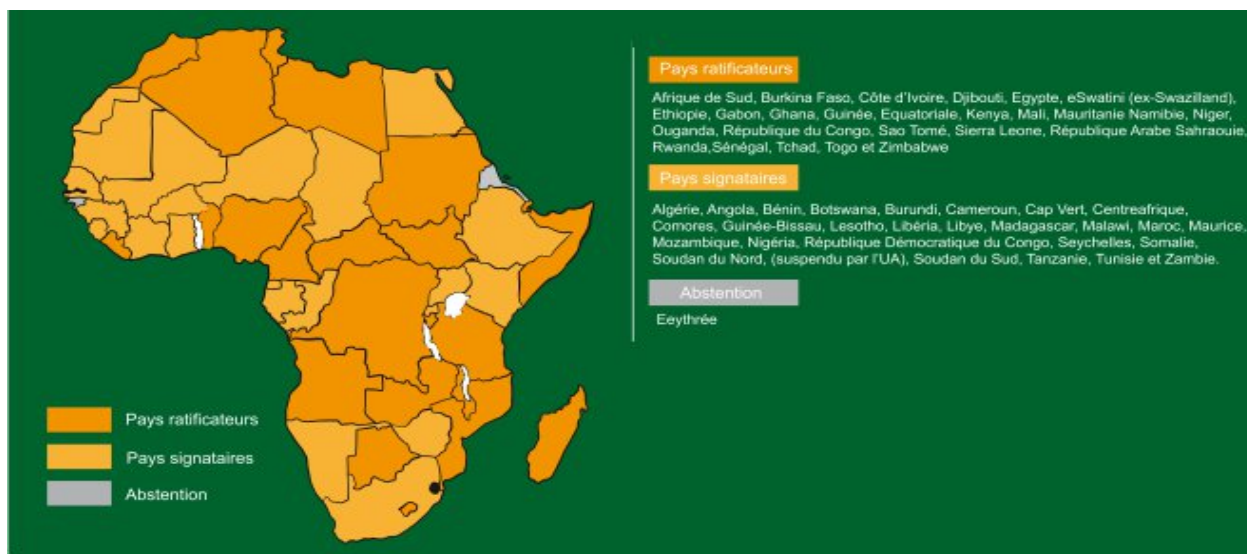 Pays ratificateurs
Afrique de Sud, Burkina Faso, Côte d'Ivoire, Djibouti, Egypte, eSwatini (ex-Swazilland),
Ethiopie, Gabon, Ghana, Guinée, Equatoriale, Kenya, Mali, Mauritanie Namibie, Niger,
Ouganda, République du Congo, Sao Tomé, Sierra Leone, République Arabe Sahraouie,
Rwanda,Sénégal, Tchad, Togo et Zimbabwe
Pays signataires
Algérie, Angola, Bénin, Botswana, Burundi, Cameroun, Cap Vert, Centreafrique,
Comores, Guinée-Bissau, Lesotho, Libéria, Libye, Madagascar, Malawi, Maroc, Maurice,
Mozambique, Nigéria, République Démocratique du Congo, Seychelles, Somalie,
Soudan du Nord, (suspendu par l'UA), Soudan du Sud, Tanzanie, Tunisie et Zambie.
Abstention
Eeythrée
Pays ratificateurs
Pays signataires
Abstention